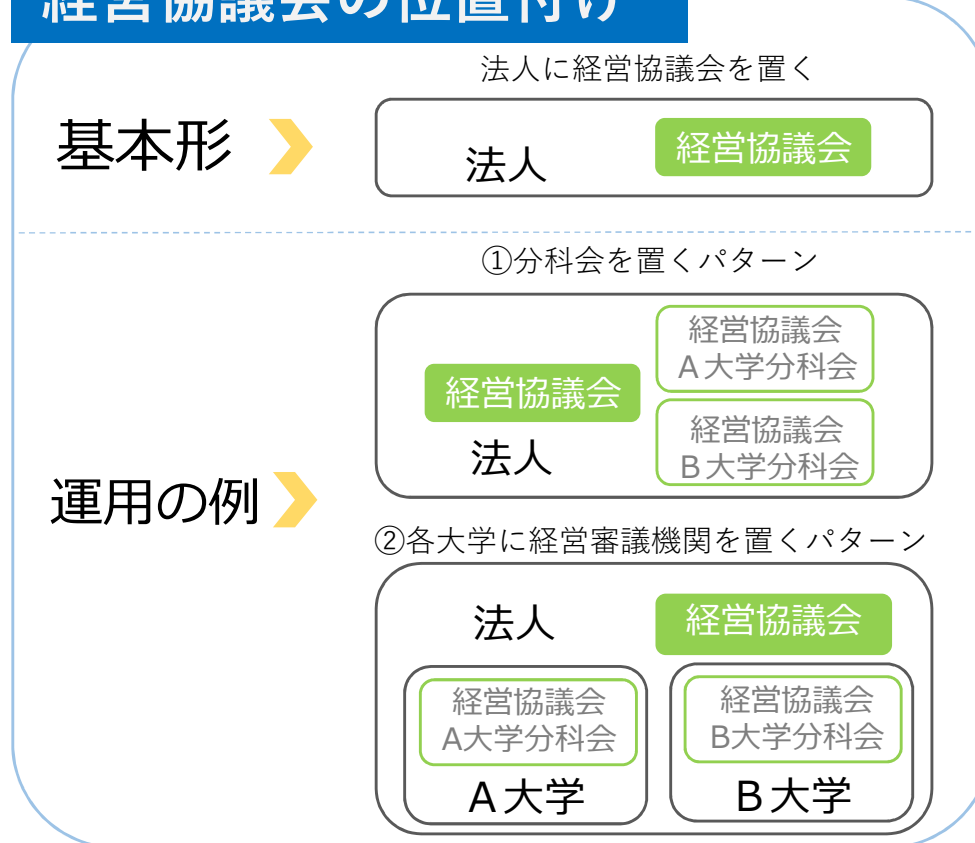 経営協議会の位置付け
法人に経営協議会を置く
基本形
法人
経営協議会
①分科会を置くパターン
経営協議会
A大学分科会
経営協議会
法人
経営協議会
B大学分科会
運用の例
②各大学に経営審議機関を置くパターン
法人
経営協議会
経営協議会
A大学分科会
A大学
経営協議会
B大学分科会
B大学